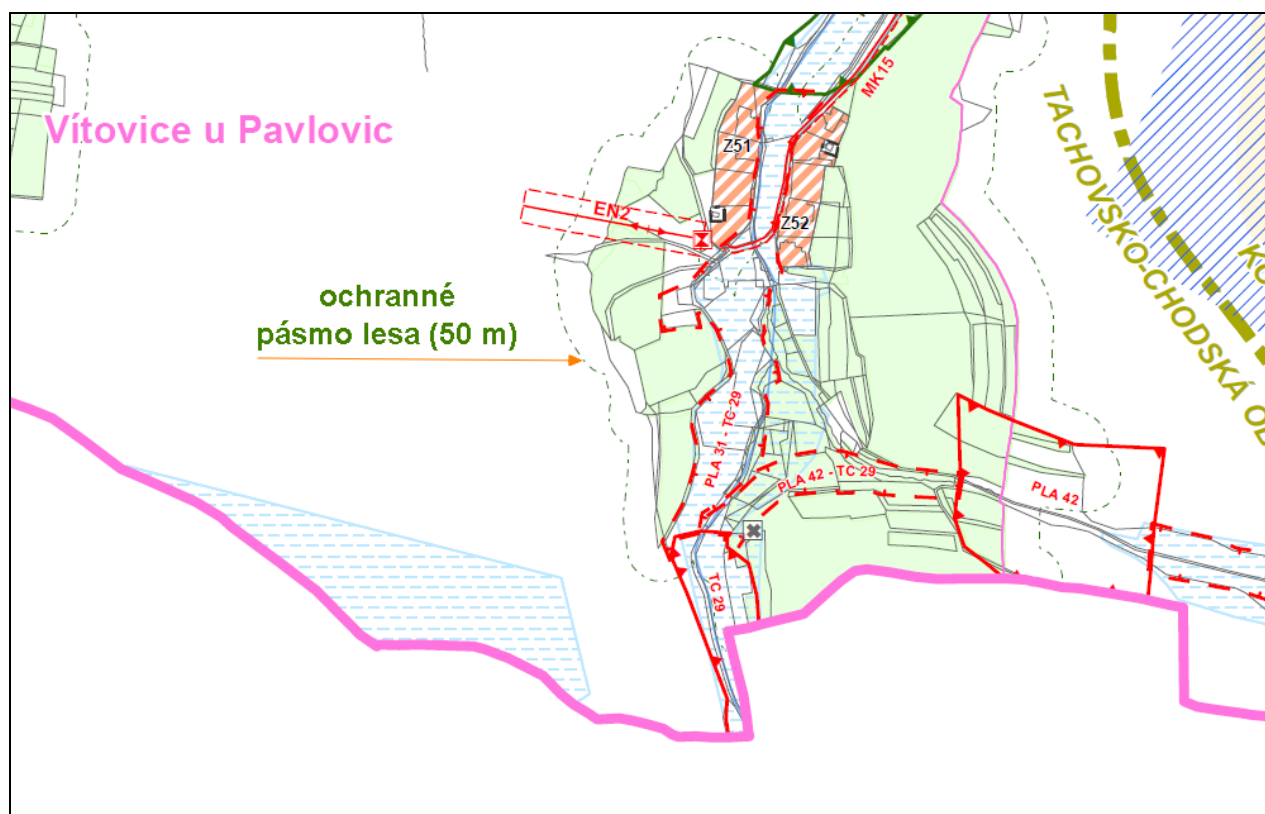 Vítovice u Pavlovic
MK15
Z51
TACHOVSKO-CHODSKÁ
EN2
Z52
ochranné
pásmo lesa (50 m)
PLA 31 - TC 29
PLA 42 - TC 29
PLA 42
TC 29